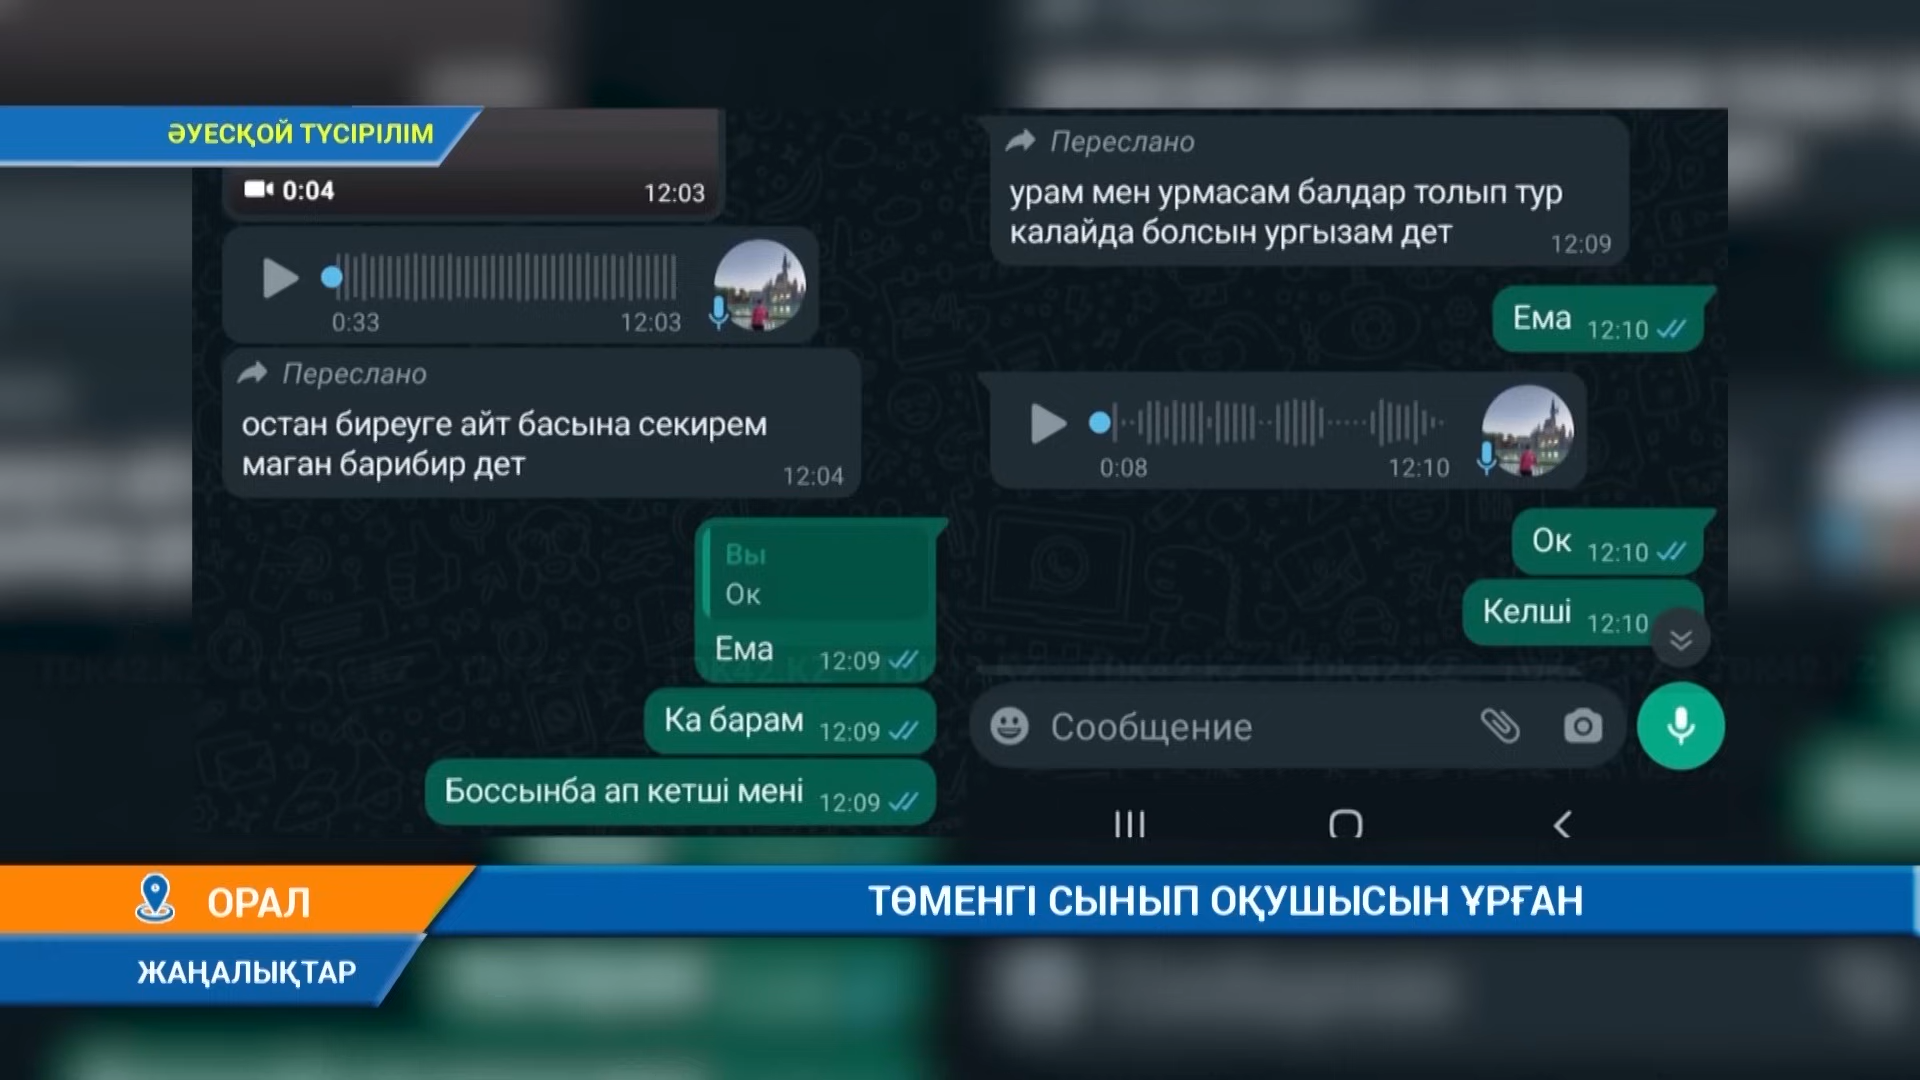 ӘУЕСҚОЙ ТҮСІРІЛІМ
0:04 12:03
0:33 12:03
Переслано
остан биреуге айт басына секирем
маган барибир дет
12:04
Вы
Ок
Ема 12:09
Ка барам 12:09
Боссынба ап кетші мені 12:09
Переслано
урам мен урмасам балдар толып тур
калайда болсын ургызам дет
12:09
Ема 12:10
0:08 12:10
Ок 12:10
Келші 12:10
Сообщение
ОРАЛ
ТӨМЕНГІ СЫНЫП ОҚУШЫСЫН ҰРҒАН
ЖАҢАЛЫҚТАР